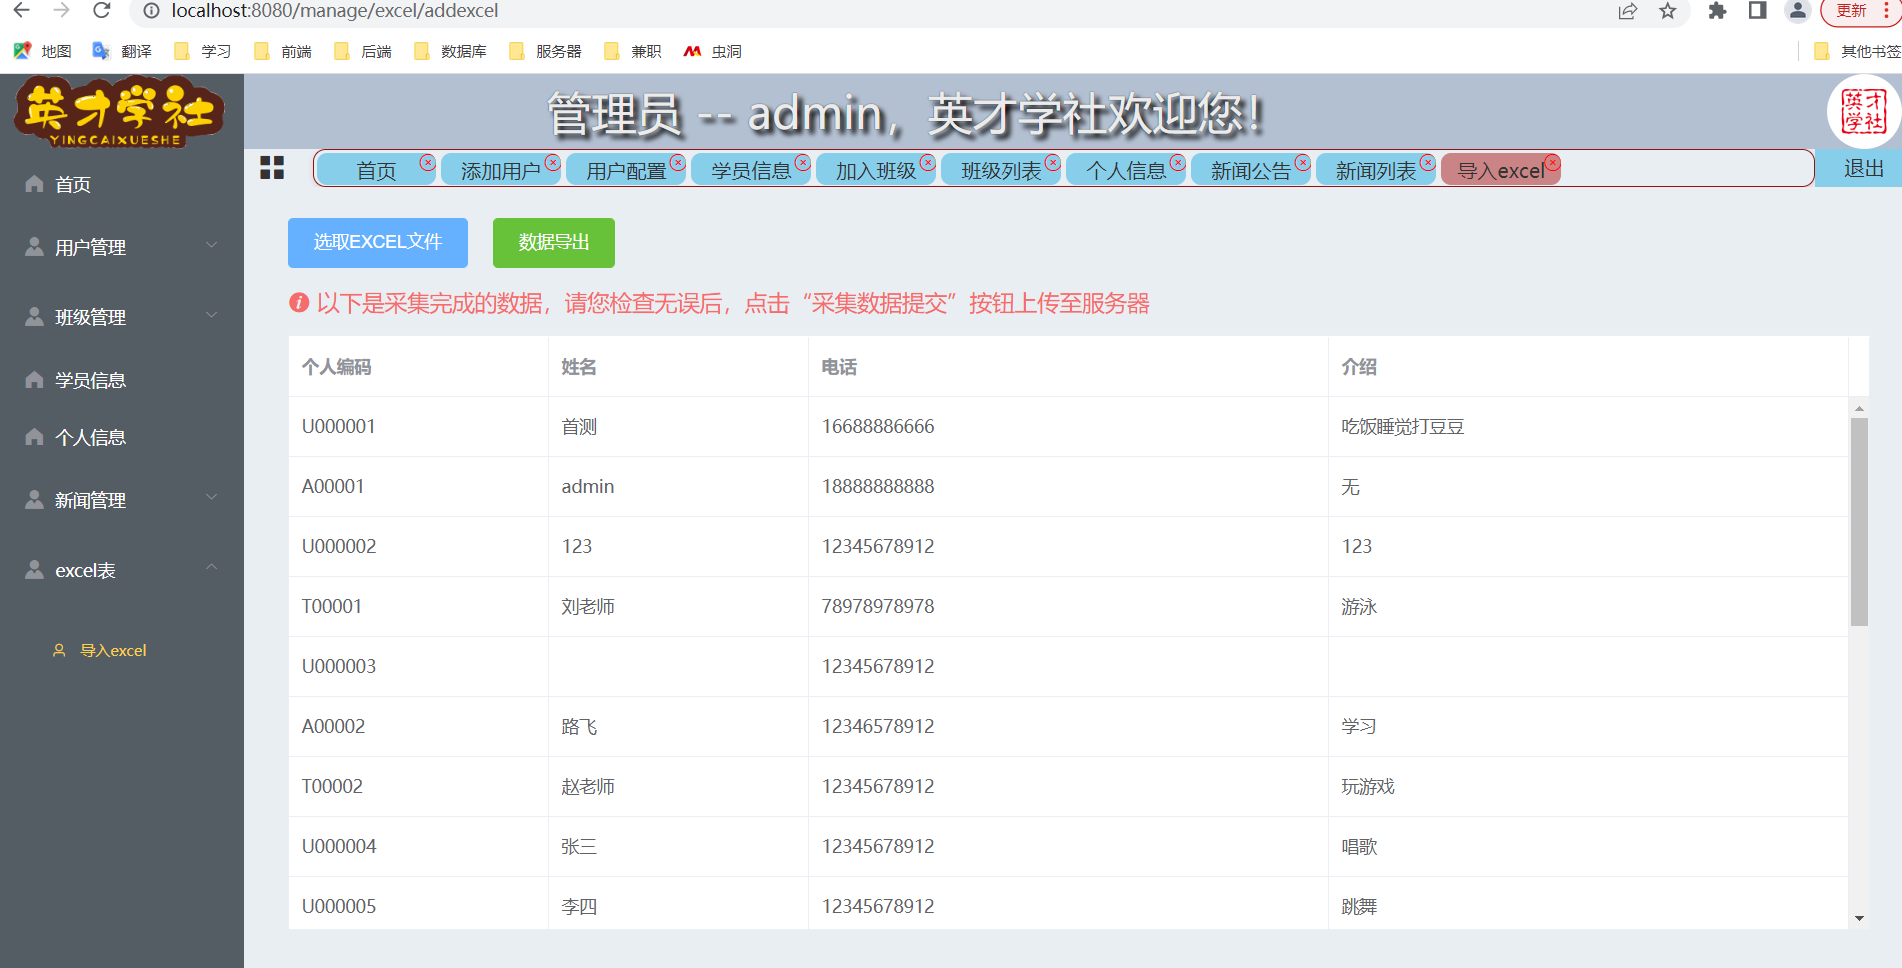 localhost:8080/manage/excel/addexcel
更新
地图 翻译 学习 前端 后端 数据库 服务器 兼职 虫洞 其他书签
英才学社
YINGCAIXUESHE
管理员 -- admin，英才学社欢迎您！
英才学社
首页 添加用户 用户配置 学员信息 加入班级 班级列表 个人信息 新闻公告 新闻列表 导入excel 退出
首页
用户管理
班级管理
学员信息
个人信息
新闻管理
excel表
导入excel
选取EXCEL文件 数据导出
以下是采集完成的数据，请您检查无误后，点击“采集数据提交”按钮上传至服务器
个人编码 姓名 电话 介绍
U000001 首测 16688886666 吃饭睡觉打豆豆
A00001 admin 18888888888 无
U000002 123 12345678912 123
T00001 刘老师 78978978978 游泳
U000003 12345678912
A00002 路飞 12346578912 学习
T00002 赵老师 12345678912 玩游戏
U000004 张三 12345678912 唱歌
U000005 李四 12345678912 跳舞